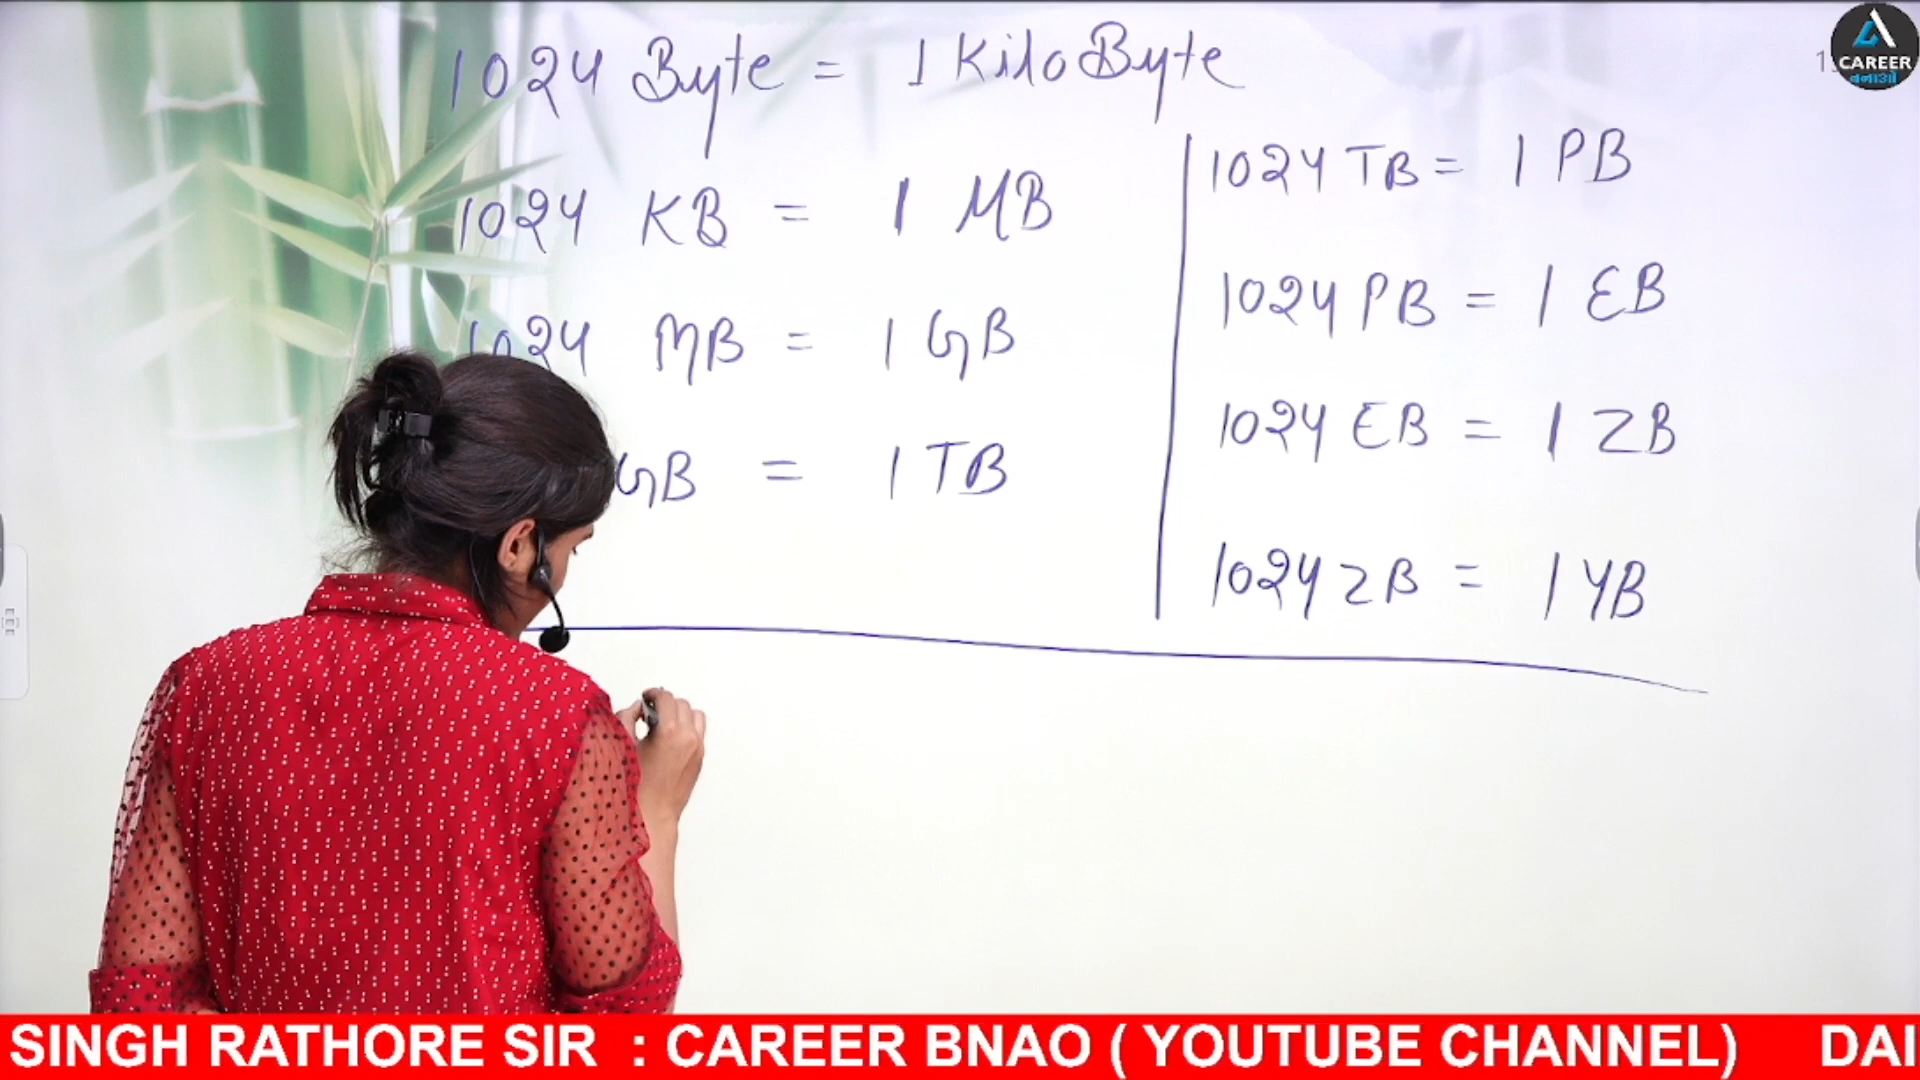 1024 Byte = 1 KiloByte
1024 KB = 1 MB
1024 MB = 1 GB
GB = 1 TB
1024 TB = 1 PB
1024 PB = 1 EB
1024 EB = 1 ZB
1024 ZB = 1 YB
CAREER
बनाओ
SINGH RATHORE SIR : CAREER BNAO ( YOUTUBE CHANNEL) DAI